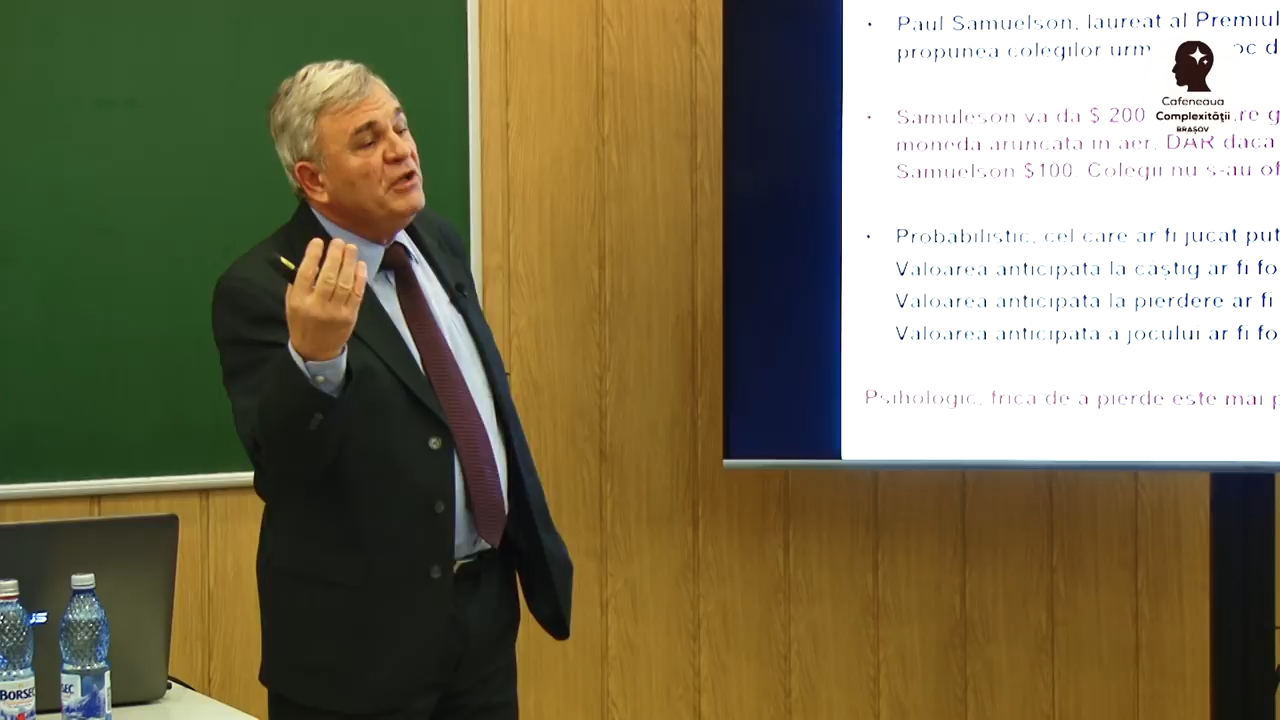 Paul Samuelson, laureat al Premiul
propunea colegilor urm
Cafeneaua
Complexității
BRAȘOV
Samuleson va da $ 200
moneda aruncata in aer, DAR daca
Samuelson $100. Colegii nu s-au of
Probabilistic, cel care ar fi jucat put
Valoarea anticipata la câștig ar fi fo
Valoarea anticipata la pierdere ar fi
Valoarea anticipata a jocului ar fi fo
Psihologic, frica de a pierde este mai p
BORSEC
SEC
US